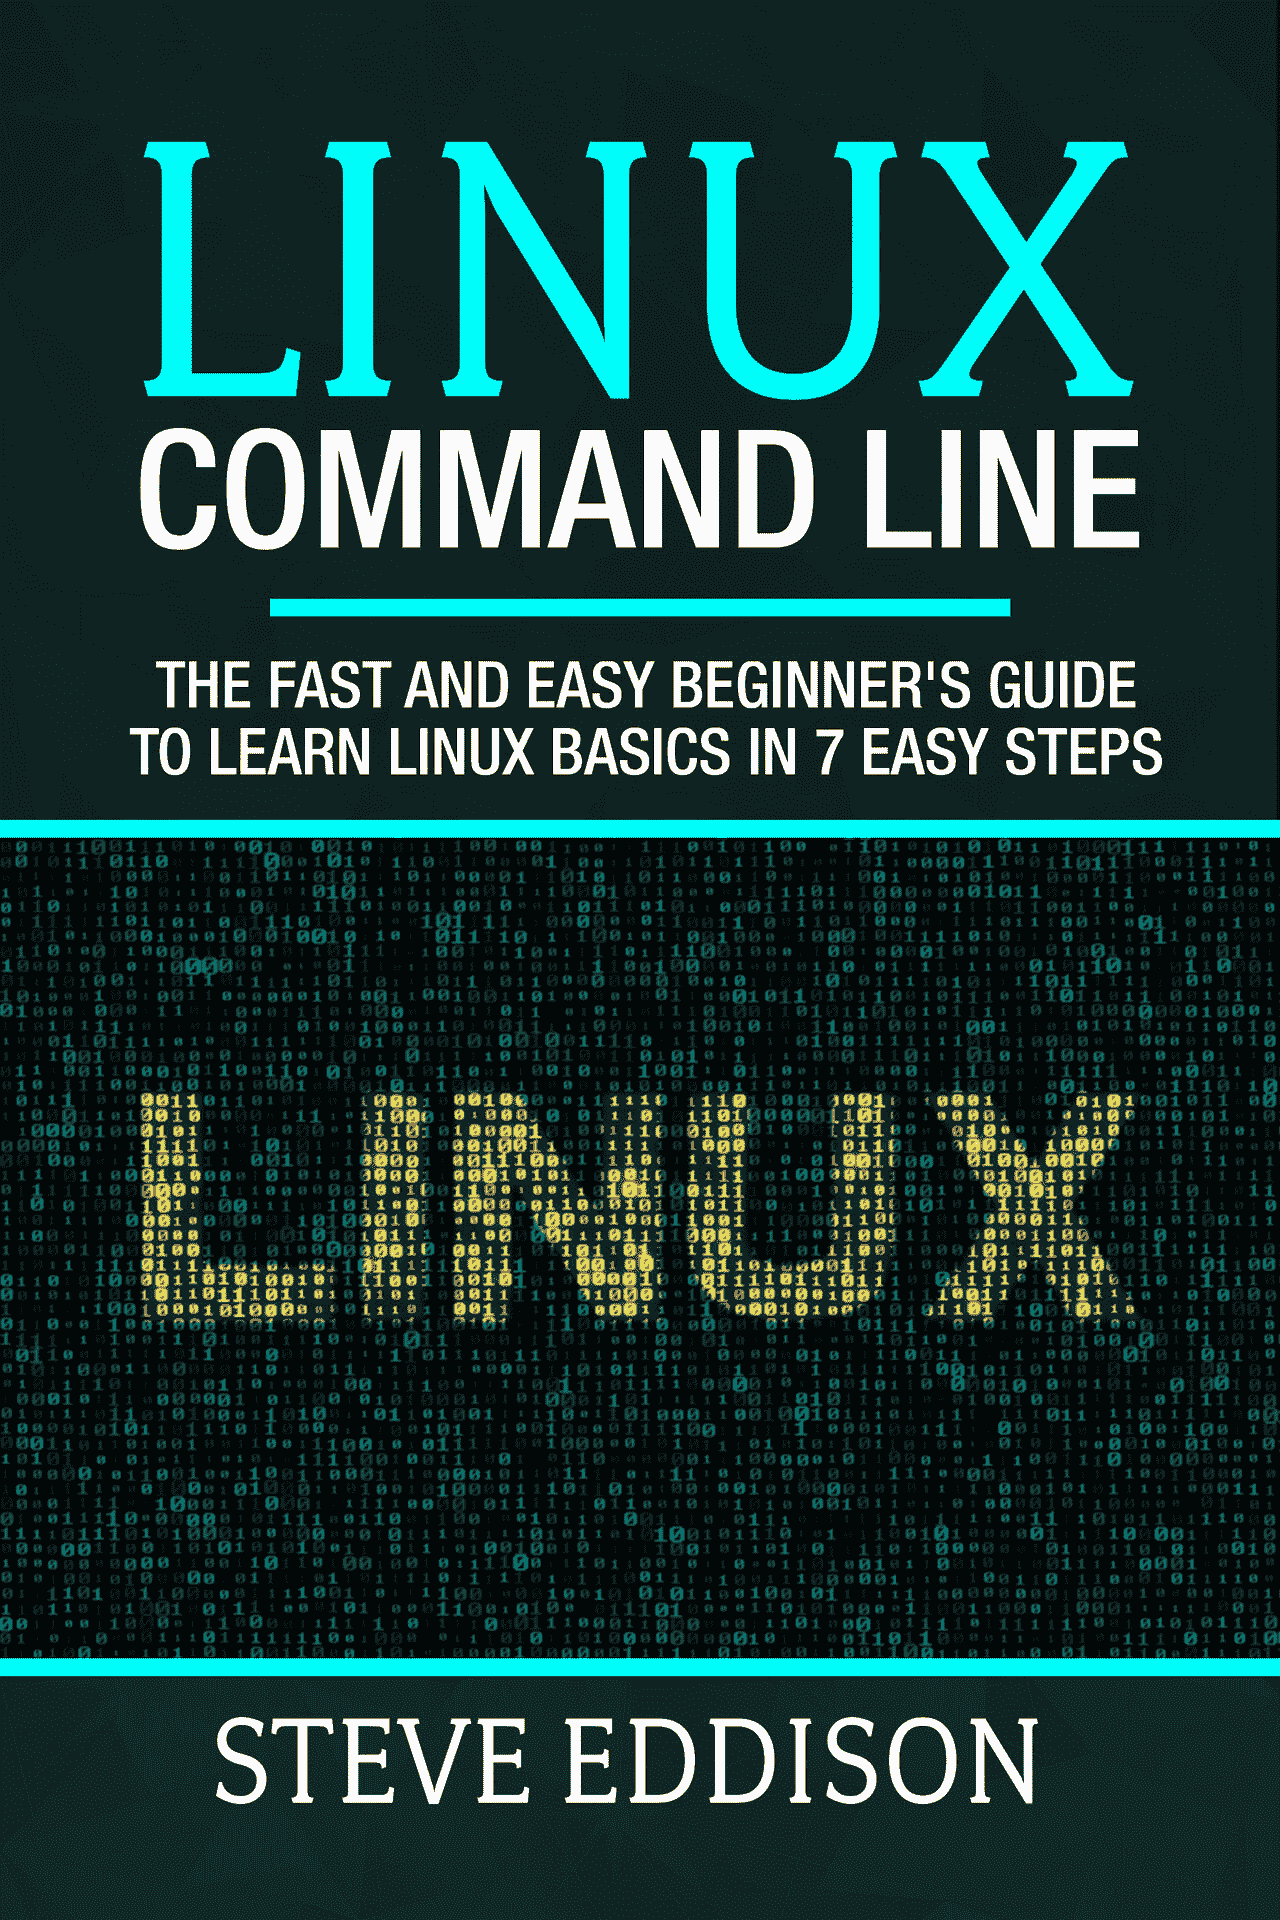 LINUX
COMMAND LINE
THE FAST AND EASY BEGINNER'S GUIDE
TO LEARN LINUX BASICS IN 7 EASY STEPS
LINUX
STEVE EDDISON